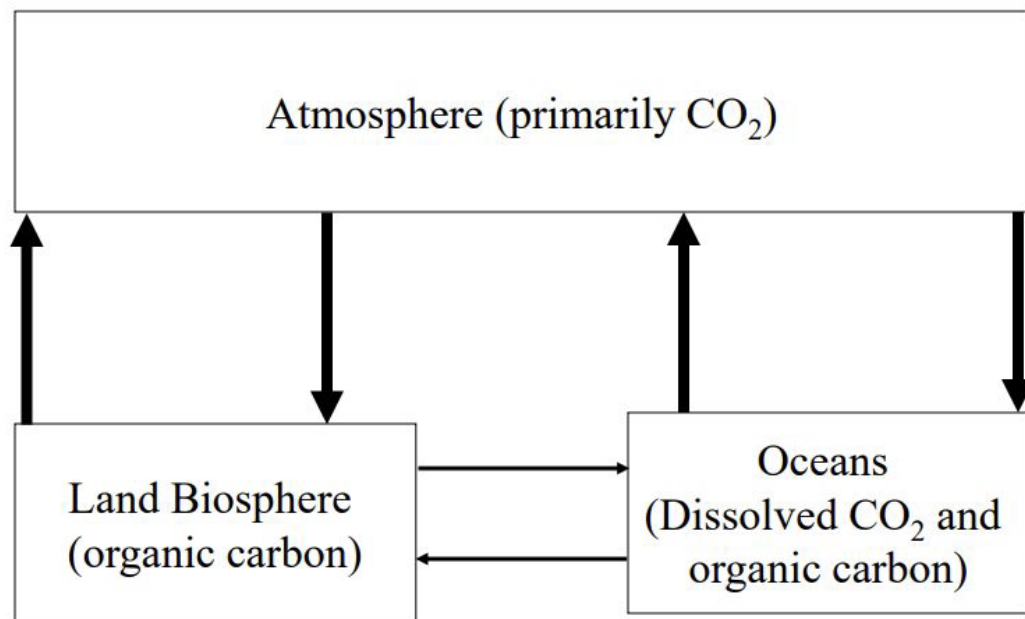 Atmosphere (primarily CO₂)
Land Biosphere
(organic carbon)
Oceans
(Dissolved CO₂ and
organic carbon)